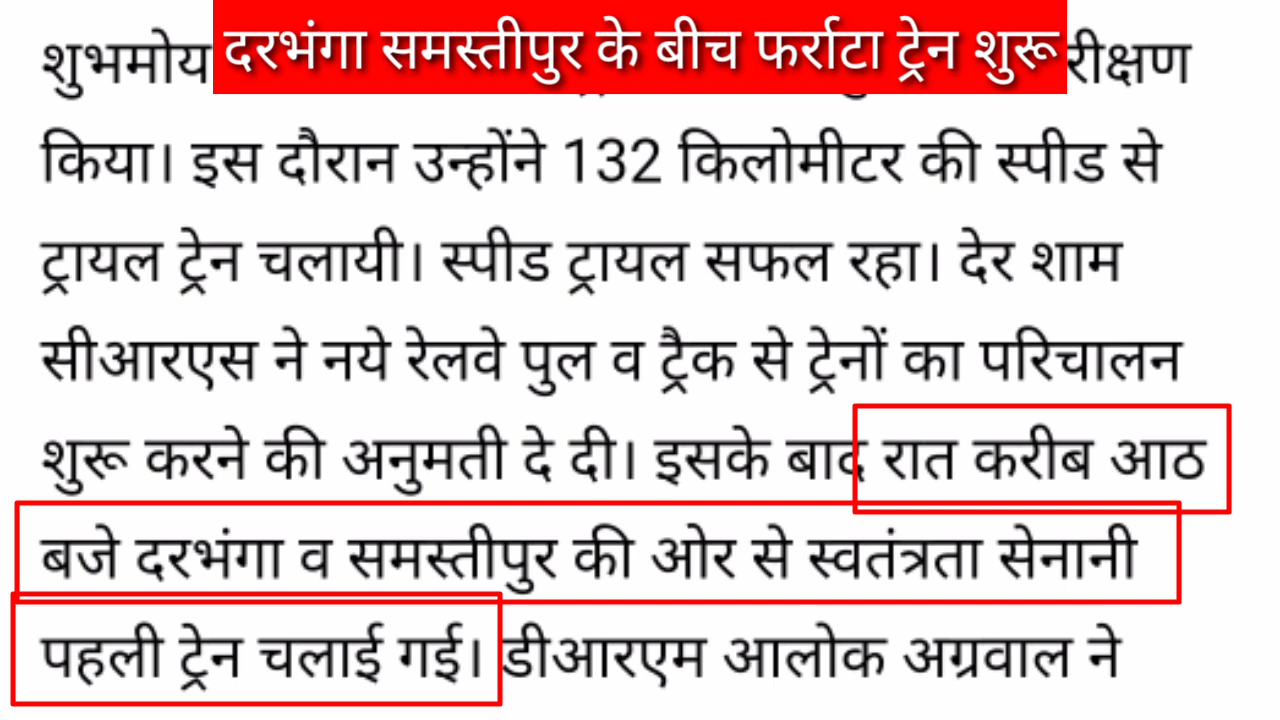 दरभंगा समस्तीपुर के बीच फर्राटा ट्रेन शुरू
शुभमोय
किया। इस दौरान उन्होंने 132 किलोमीटर की स्पीड से
ट्रायल ट्रेन चलायी। स्पीड ट्रायल सफल रहा। देर शाम
सीआरएस ने नये रेलवे पुल व ट्रैक से ट्रेनों का परिचालन
शुरू करने की अनुमती दे दी। इसके बाद रात करीब आठ
बजे दरभंगा व समस्तीपुर की ओर से स्वतंत्रता सेनानी
पहली ट्रेन चलाई गई। डीआरएम आलोक अग्रवाल ने